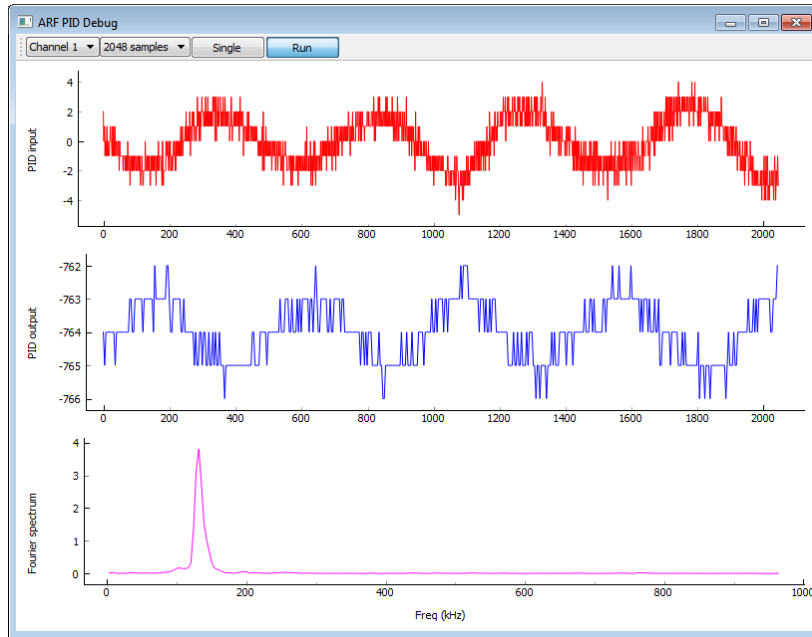 ARF PID Debug
Channel 1 2048 samples Single Run
4
2
0
-2
-4
PID input
0 200 400 600 800 1000 1200 1400 1600 1800 2000
-762
-763
-764
-765
-766
PID output
0 200 400 600 800 1000 1200 1400 1600 1800 2000
4
3
2
1
0
Fourier spectrum
0 200 400 600 800 1000
Freq (kHz)